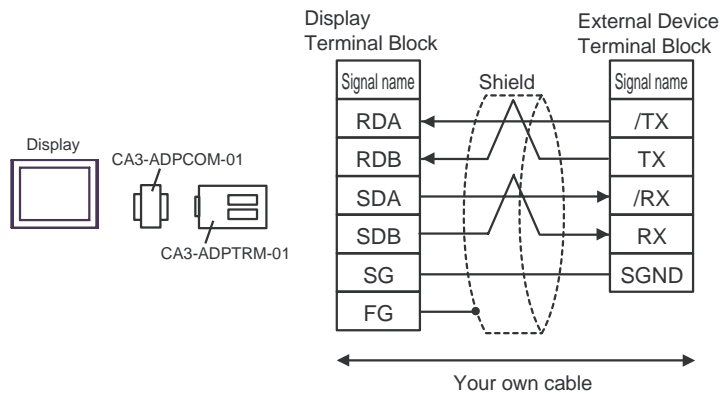 Display
Terminal Block
External Device
Terminal Block
Signal name
Shield
Signal name
RDA
/TX
RDB
TX
SDA
/RX
SDB
RX
SG
SGND
FG
Display
CA3-ADPCOM-01
CA3-ADPTRM-01
Your own cable